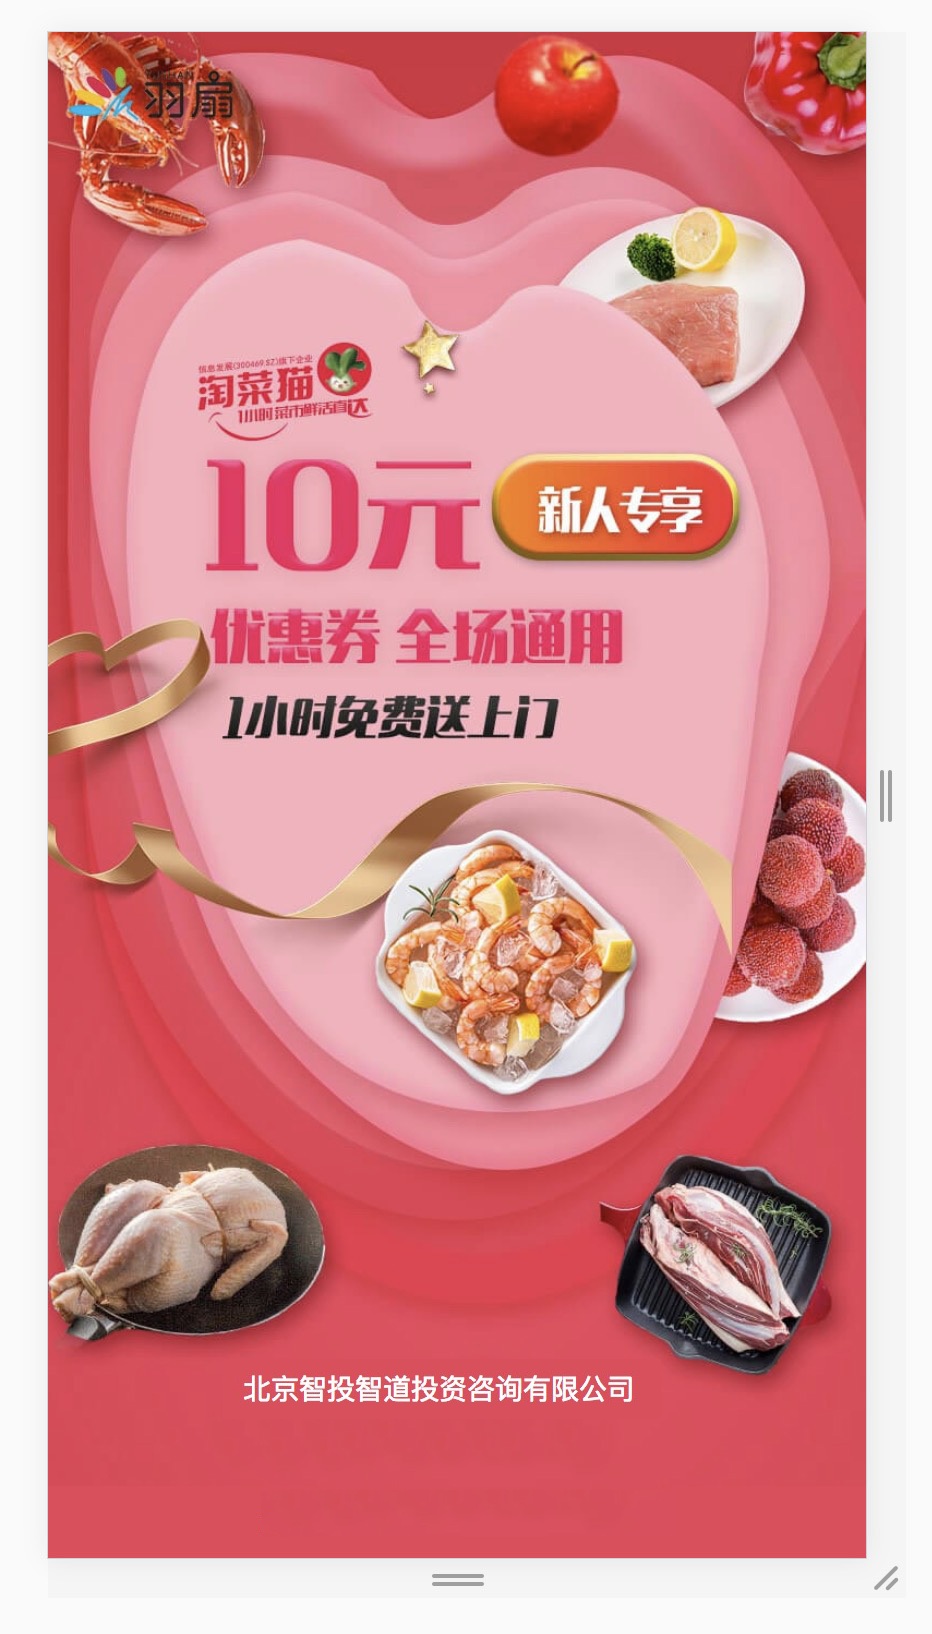 羽扇
信息发展(300469.SZ)旗下企业
淘菜猫
1小时 菜市鲜活直达
10元
新人专享
优惠券 全场通用
1小时免费送上门
北京智投智道投资咨询有限公司